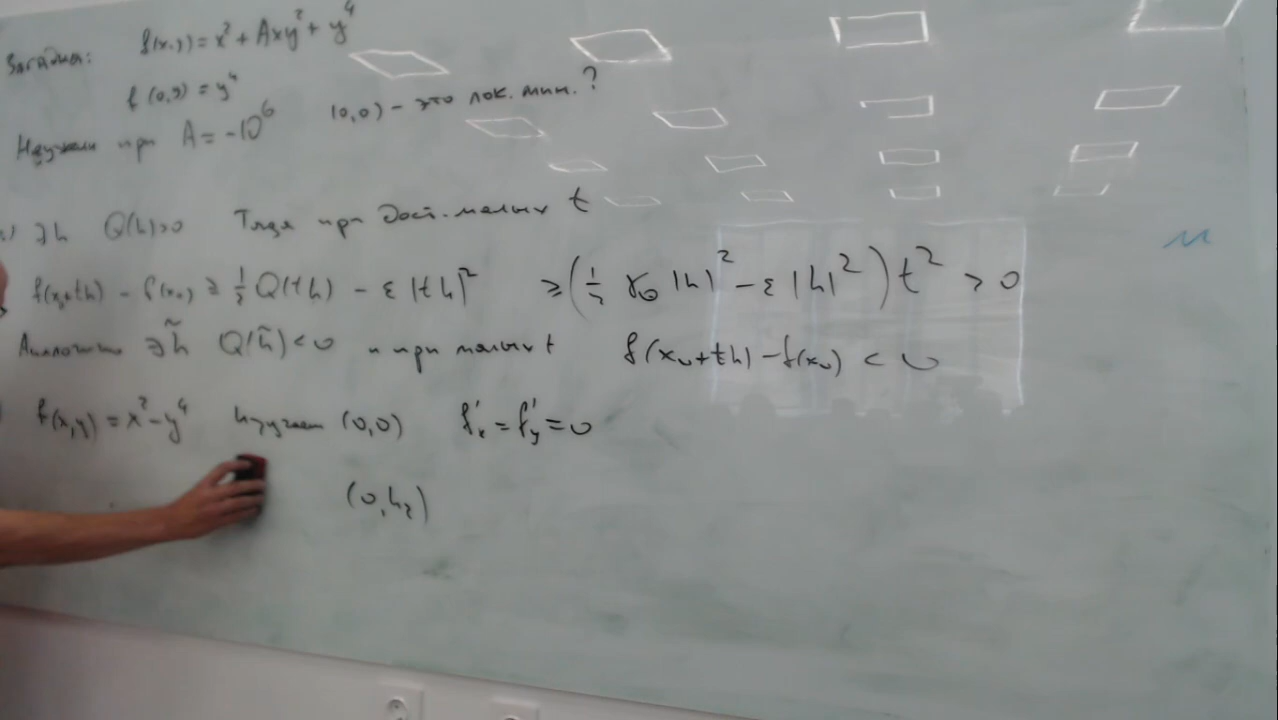 Загадка: f(x,y) = x² + Axy² + y⁴
f(0,y) = y⁴
при A = -10⁶ (0,0) - это лок. мин.?
∃h Q(h)>0 Тогда при дост. малых t
f(x₀+th) - f(x₀) ≥ ½ Q(th) - ε|th|² ≥ (½ γ₀|h|² - ε|h|²) t² > 0
Аналогично ∃h̃ Q(h̃)<0 и при малых t f(x₀+th) - f(x₀) < 0
f(x,y) = x² - y⁴ Изучаем (0,0) f'ₓ = f'ᵧ = 0
(0,h₂)